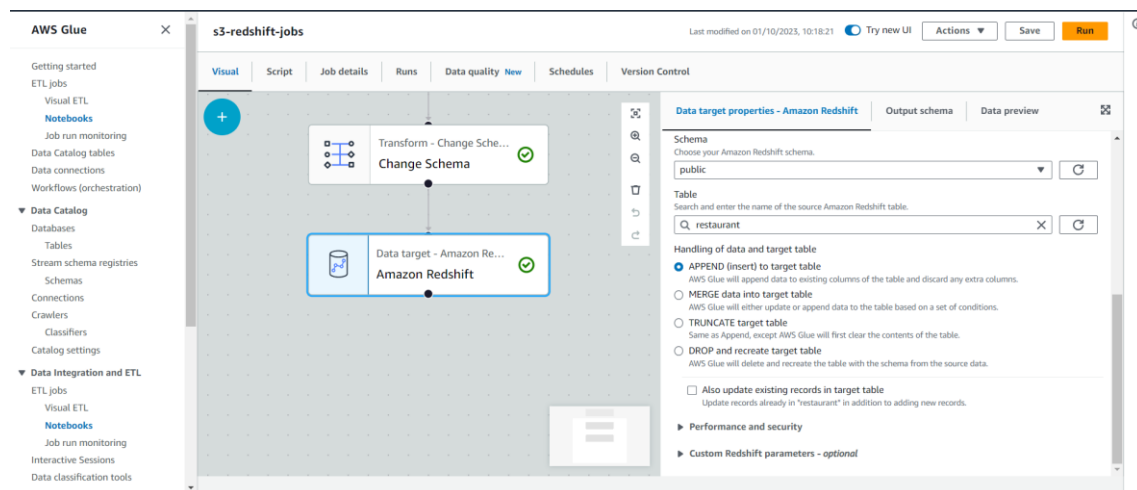 AWS Glue
Getting started
ETL jobs
Visual ETL
Notebooks
Job run monitoring
Data Catalog tables
Data connections
Workflows (orchestration)
Data Catalog
Databases
Tables
Stream schema registries
Schemas
Connections
Crawlers
Classifiers
Catalog settings
Data Integration and ETL
ETL jobs
Visual ETL
Notebooks
Job run monitoring
Interactive Sessions
Data classification tools
s3-redshift-jobs
Last modified on 01/10/2023, 10:18:21 Try new UI Actions Save Run
Visual Script Job details Runs Data quality New Schedules Version Control
Transform - Change Sche...
Change Schema
Data target - Amazon Re...
Amazon Redshift
Data target properties - Amazon Redshift Output schema Data preview
Schema
Choose your Amazon Redshift schema.
public
Table
Search and enter the name of the source Amazon Redshift table.
restaurant
Handling of data and target table
APPEND (insert) to target table
AWS Glue will append data to existing columns of the table and discard any extra columns.
MERGE data into target table
AWS Glue will either update or append data to the table based on a set of conditions.
TRUNCATE target table
Same as Append, except AWS Glue will first clear the contents of the table.
DROP and recreate target table
AWS Glue will delete and recreate the table with the schema from the source data.
Also update existing records in target table
Update records already in "restaurant" in addition to adding new records.
Performance and security
Custom Redshift parameters - optional